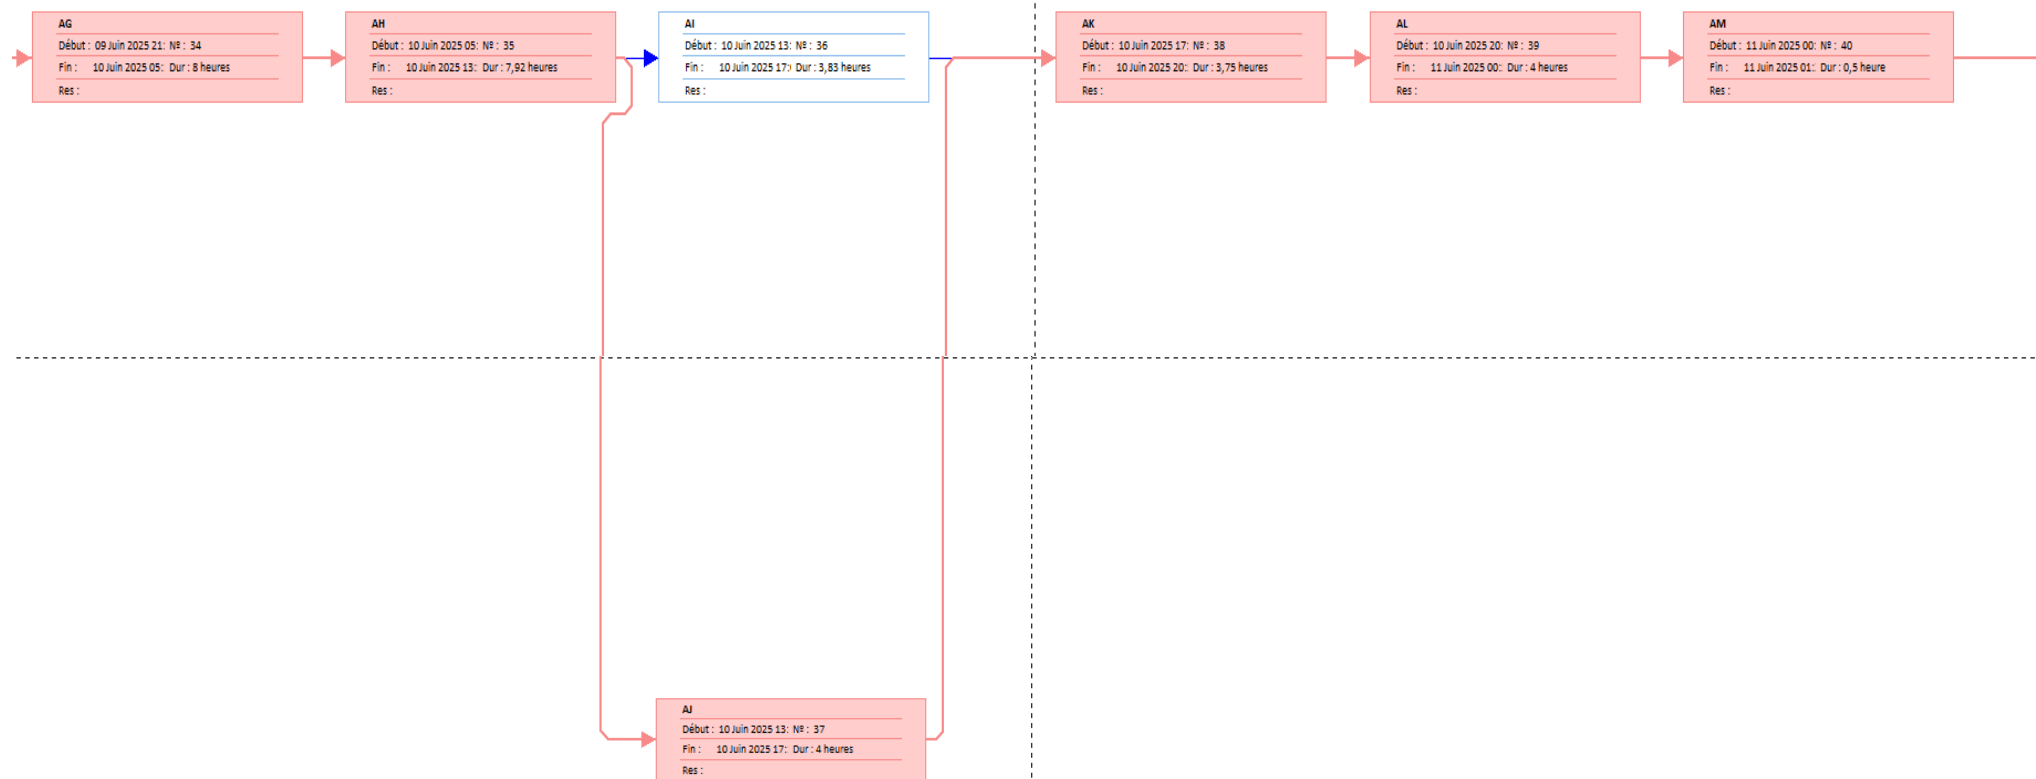 AG
Début : 09 Juin 2025 21: Nº : 34
Fin : 10 Juin 2025 05: Dur : 8 heures
Res :
AH
Début : 10 Juin 2025 05: Nº : 35
Fin : 10 Juin 2025 13: Dur : 7,92 heures
Res :
AI
Début : 10 Juin 2025 13: Nº : 36
Fin : 10 Juin 2025 17: Dur : 3,83 heures
Res :
AK
Début : 10 Juin 2025 17: Nº : 38
Fin : 10 Juin 2025 20: Dur : 3,75 heures
Res :
AL
Début : 10 Juin 2025 20: Nº : 39
Fin : 11 Juin 2025 00: Dur : 4 heures
Res :
AM
Début : 11 Juin 2025 00: Nº : 40
Fin : 11 Juin 2025 01: Dur : 0,5 heure
Res :
AJ
Début : 10 Juin 2025 13: Nº : 37
Fin : 10 Juin 2025 17: Dur : 4 heures
Res :